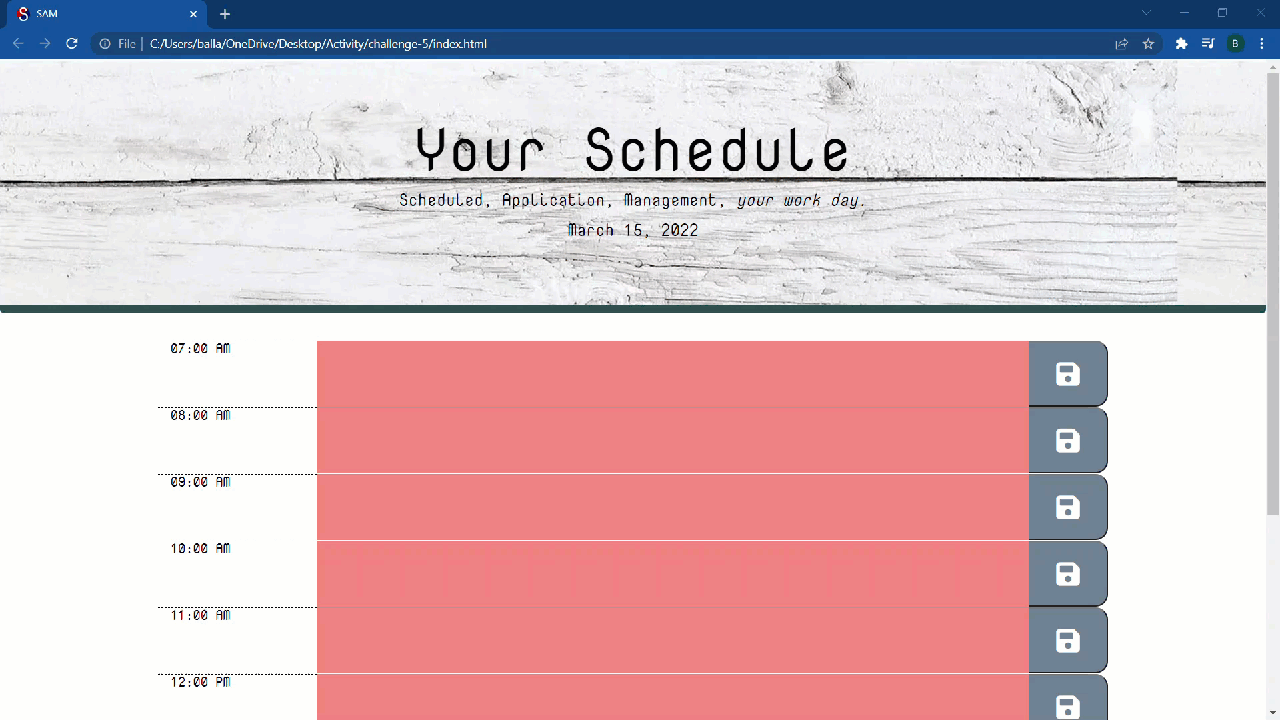 SAM
File C:/Users/balla/OneDrive/Desktop/Activity/challenge-5/index.html
B
Your Schedule
Scheduled, Application, Management, your work day.
March 15, 2022
07:00 AM
08:00 AM
09:00 AM
10:00 AM
11:00 AM
12:00 PM